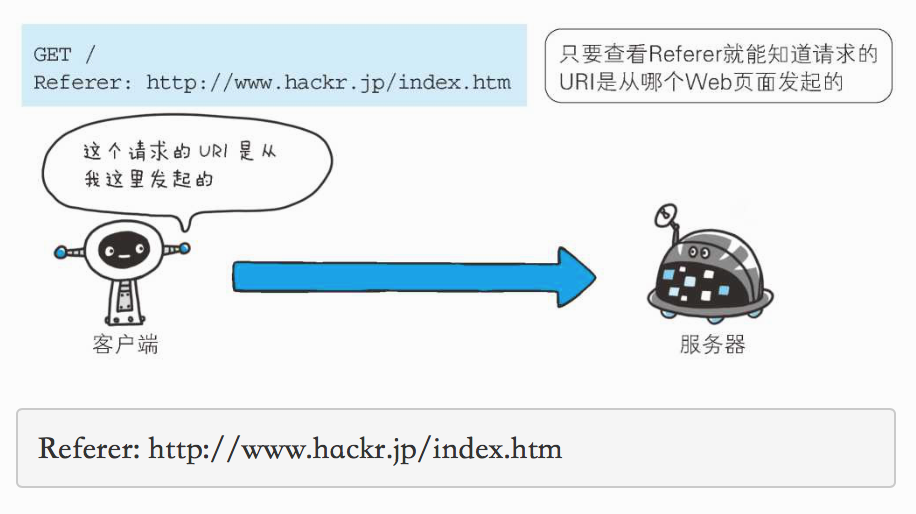 GET /
Referer: http://www.hackr.jp/index.htm
只要查看Referer就能知道请求的
URI是从哪个Web页面发起的
这个请求的 URI 是从
我这里发起的
客户端
服务器
Referer: http://www.hackr.jp/index.htm